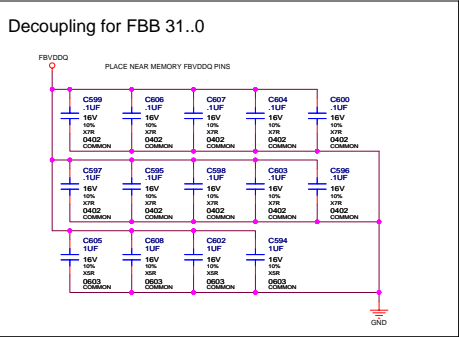 Decoupling for FBB 31..0
FBVDDQ
PLACE NEAR MEMORY FBVDDQ PINS
C599 C606 C607 C604 C600
.1UF .1UF .1UF .1UF .1UF
16V 16V 16V 16V 16V
10% 10% 10% 10% 10%
X7R X7R X7R X7R X7R
0402 0402 0402 0402 0402
COMMON COMMON COMMON COMMON COMMON
C597 C595 C598 C603 C596
.1UF .1UF .1UF .1UF .1UF
16V 16V 16V 16V 16V
10% 10% 10% 10% 10%
X7R X7R X7R X7R X7R
0402 0402 0402 0402 0402
COMMON COMMON COMMON COMMON COMMON
C605 C608 C602 C594
1UF 1UF 1UF 1UF
16V 16V 16V 16V
10% 10% 10% 10%
X5R X5R X5R X5R
0603 0603 0603 0603
COMMON COMMON COMMON COMMON
GND